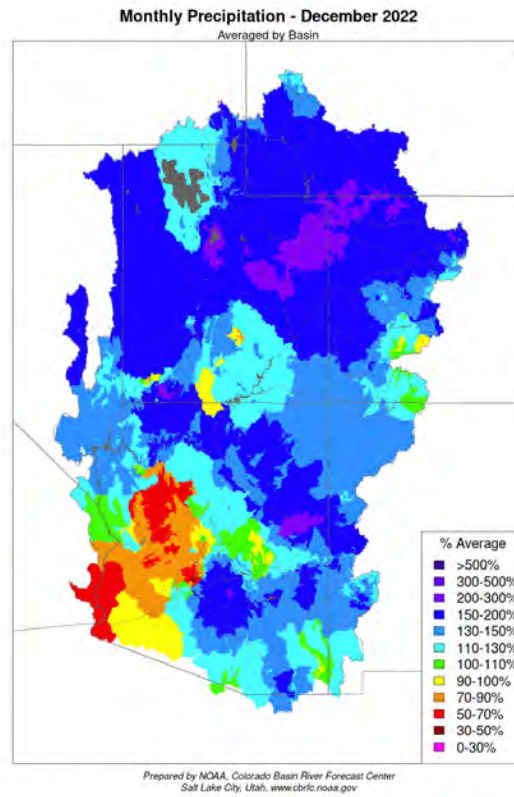 Monthly Precipitation - December 2022
Averaged by Basin
% Average
>500%
300-500%
200-300%
150-200%
130-150%
110-130%
100-110%
90-100%
70-90%
50-70%
30-50%
0-30%
Prepared by NOAA, Colorado Basin River Forecast Center
Salt Lake City, Utah, www.cbrfc.noaa.gov